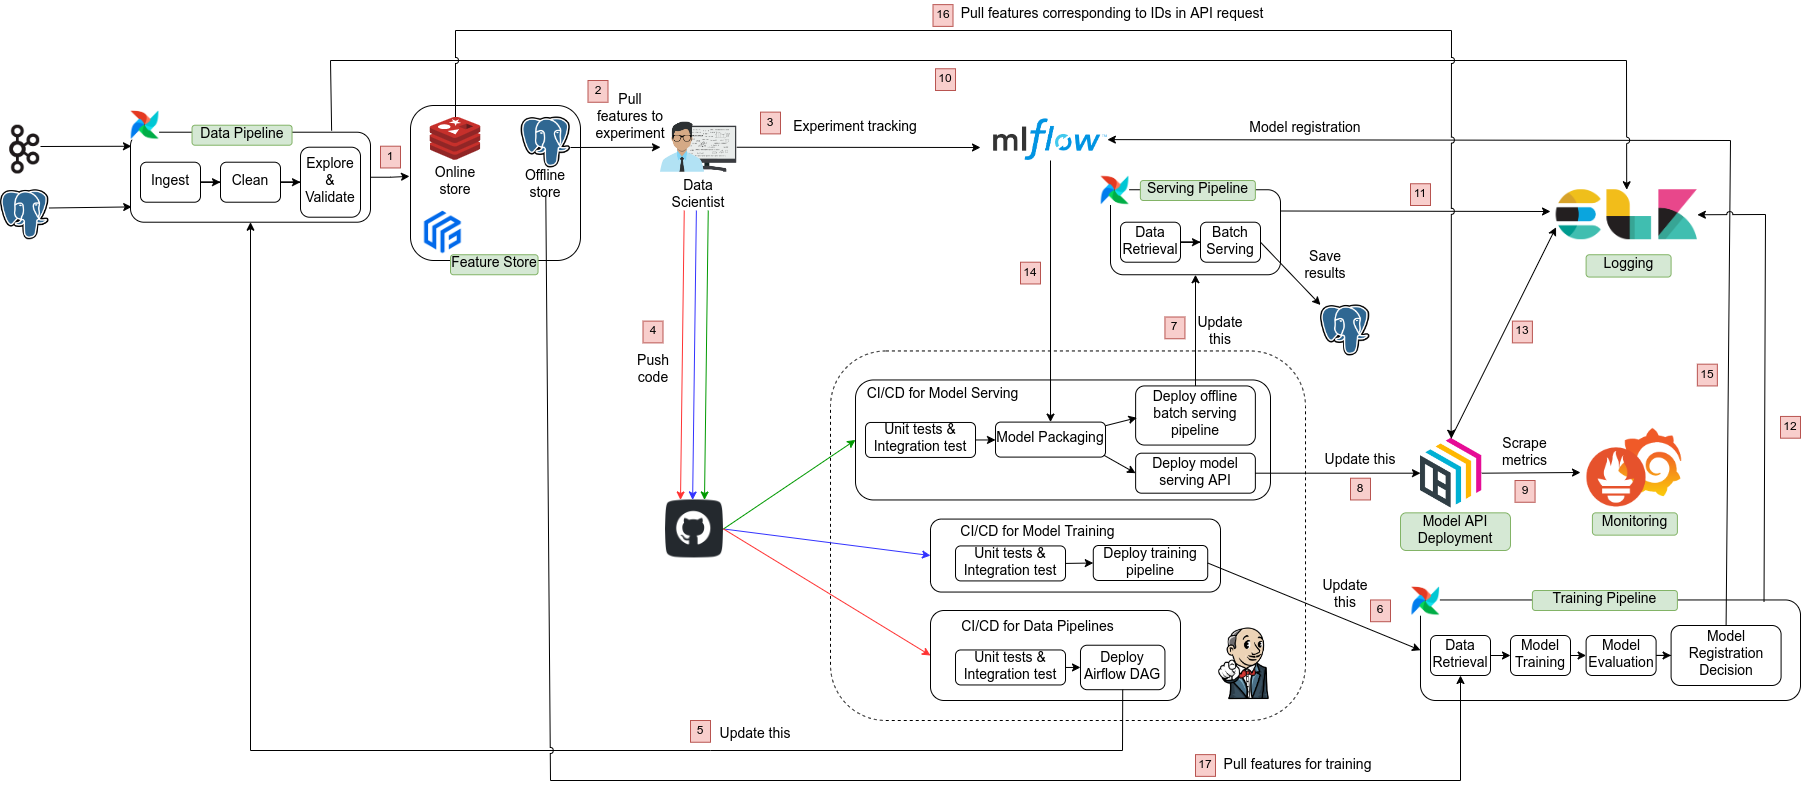 16 Pull features corresponding to IDs in API request
10
2
Pull
features to
experiment
3
Experiment tracking
mlflow™
Model registration
Data Pipeline
Ingest
Clean
Explore
&
Validate
1
Online
store
Offline
store
Feature Store
Data
Scientist
Serving Pipeline
Data
Retrieval
Batch
Serving
11
Save
results
Logging
14
4
Push
code
7
Update
this
13
15
12
CI/CD for Model Serving
Unit tests &
Integration test
Model Packaging
Deploy offline
batch serving
pipeline
Deploy model
serving API
Update this
8
Scrape
metrics
9
Model API
Deployment
Monitoring
CI/CD for Model Training
Unit tests &
Integration test
Deploy training
pipeline
Update
this
6
CI/CD for Data Pipelines
Unit tests &
Integration test
Deploy
Airflow DAG
Training Pipeline
Data
Retrieval
Model
Training
Model
Evaluation
Model
Registration
Decision
5
Update this
17 Pull features for training